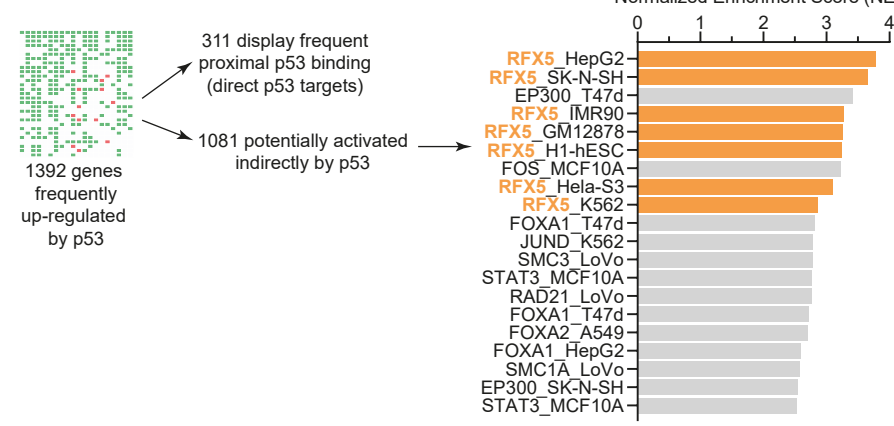 Normalized Enrichment Score (NE
0 1 2 3 4
311 display frequent
proximal p53 binding
(direct p53 targets)
1081 potentially activated
indirectly by p53
1392 genes
frequently
up-regulated
by p53
RFX5_HepG2
RFX5_SK-N-SH
EP300_T47d
RFX5_IMR90
RFX5_GM12878
RFX5_H1-hESC
FOS_MCF10A
RFX5_Hela-S3
RFX5_K562
FOXA1_T47d
JUND_K562
SMC3_LoVo
STAT3_MCF10A
RAD21_LoVo
FOXA1_T47d
FOXA2_A549
FOXA1_HepG2
SMC1A_LoVo
EP300_SK-N-SH
STAT3_MCF10A